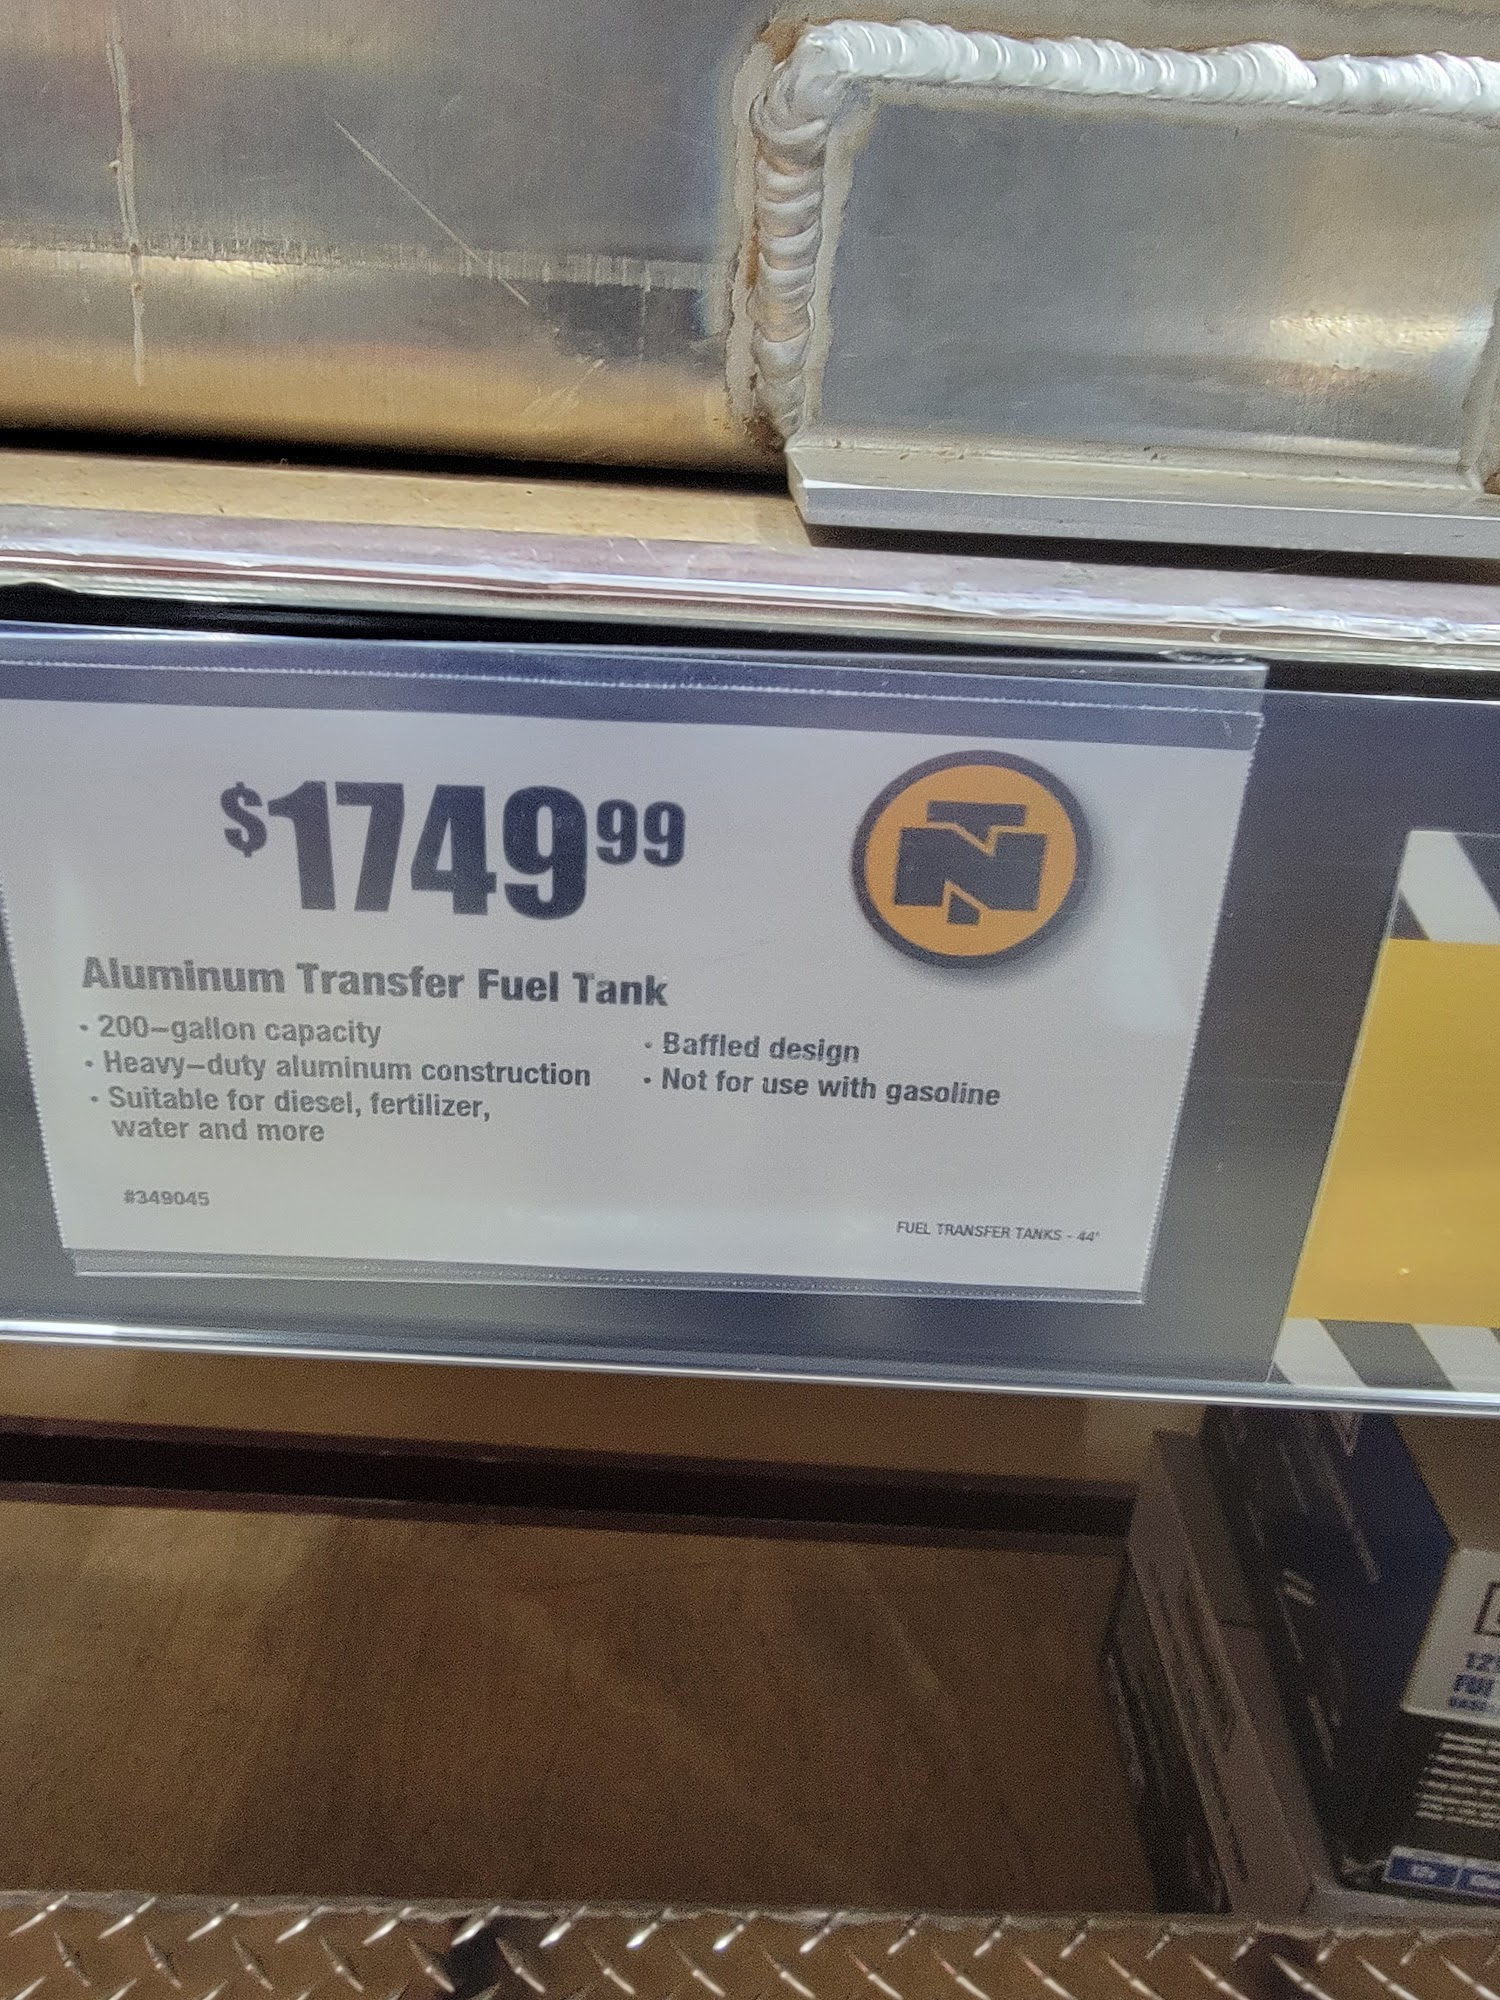 $1749 99
N
Aluminum Transfer Fuel Tank
• 200-gallon capacity
• Heavy-duty aluminum construction
• Suitable for diesel, fertilizer,
water and more
• Baffled design
• Not for use with gasoline
#349045
FUEL TRANSFER TANKS - 44'